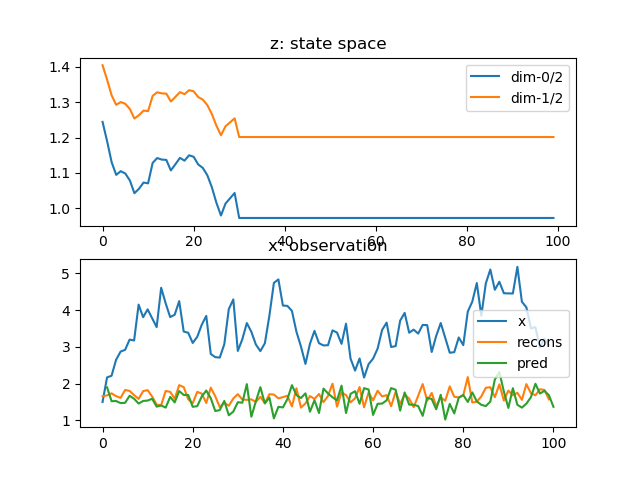 z: state space
1.4
1.3
1.2
1.1
1.0
dim-0/2
dim-1/2
0 20 40 60 80 100
x: observation
5
4
3
2
1
x
recons
pred
0 20 40 60 80 100